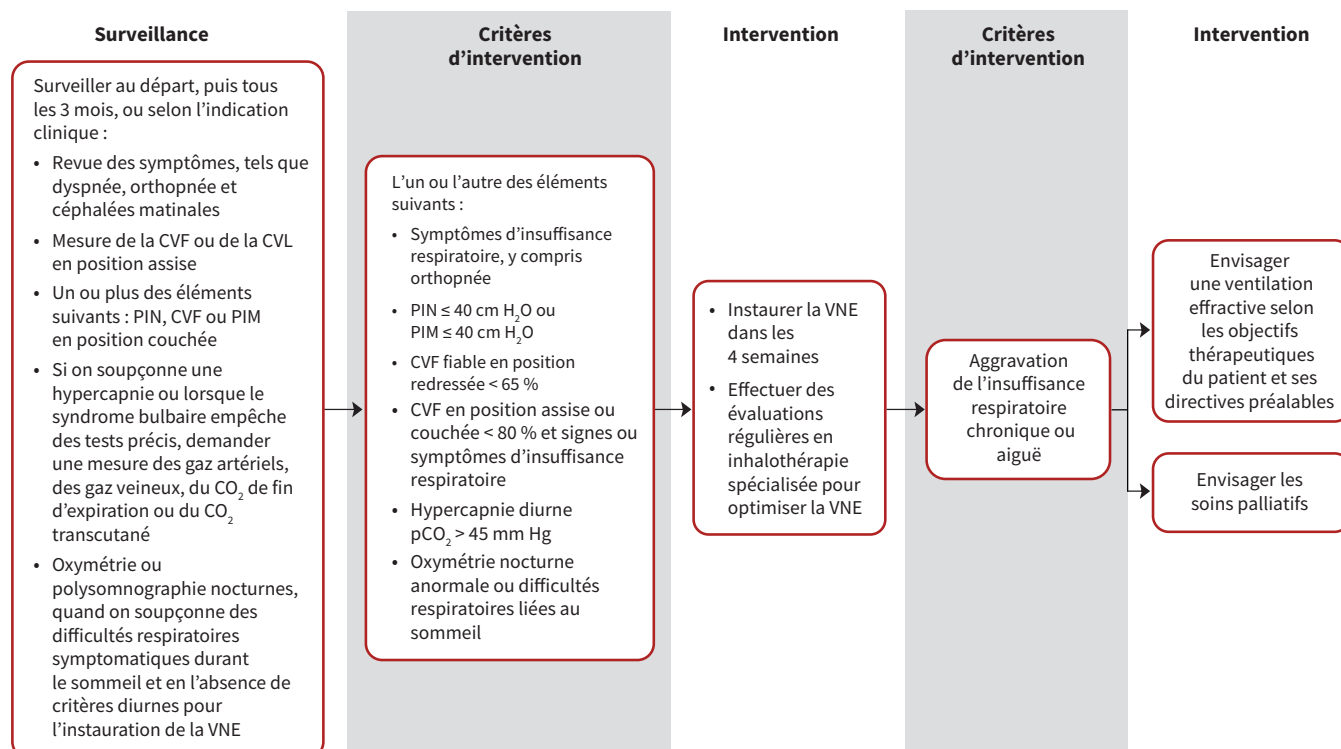 Surveillance
Surveiller au départ, puis tous
les 3 mois, ou selon l’indication
clinique :
• Revue des symptômes, tels que
dyspnée, orthopnée et
céphalées matinales
• Mesure de la CVF ou de la CVL
en position assise
• Un ou plus des éléments
suivants : PIN, CVF ou PIM
en position couchée
• Si on soupçonne une
hypercapnie ou lorsque le
syndrome bulbaire empêche
des tests précis, demander
une mesure des gaz artériels,
des gaz veineux, du CO₂ de fin
d’expiration ou du CO₂
transcutané
• Oxymétrie ou
polysomnographie nocturnes,
quand on soupçonne des
difficultés respiratoires
symptomatiques durant
le sommeil et en l’absence de
critères diurnes pour
l’instauration de la VNE
Critères
d’intervention
L’un ou l’autre des éléments
suivants :
• Symptômes d’insuffisance
respiratoire, y compris
orthopnée
• PIN ≤ 40 cm H₂O ou
PIM ≤ 40 cm H₂O
• CVF fiable en position
redressée < 65 %
• CVF en position assise ou
couchée < 80 % et signes ou
symptômes d’insuffisance
respiratoire
• Hypercapnie diurne
pCO₂ > 45 mm Hg
• Oxymétrie nocturne
anormale ou difficultés
respiratoires liées au
sommeil
Intervention
• Instaurer la VNE
dans les
4 semaines
• Effectuer des
évaluations
régulières en
inhalothérapie
spécialisée pour
optimiser la VNE
Critères
d’intervention
Aggravation
de l’insuffisance
respiratoire
chronique ou
aiguë
Intervention
Envisager
une ventilation
effractive selon
les objectifs
thérapeutiques
du patient et ses
directives préalables
Envisager les
soins palliatifs